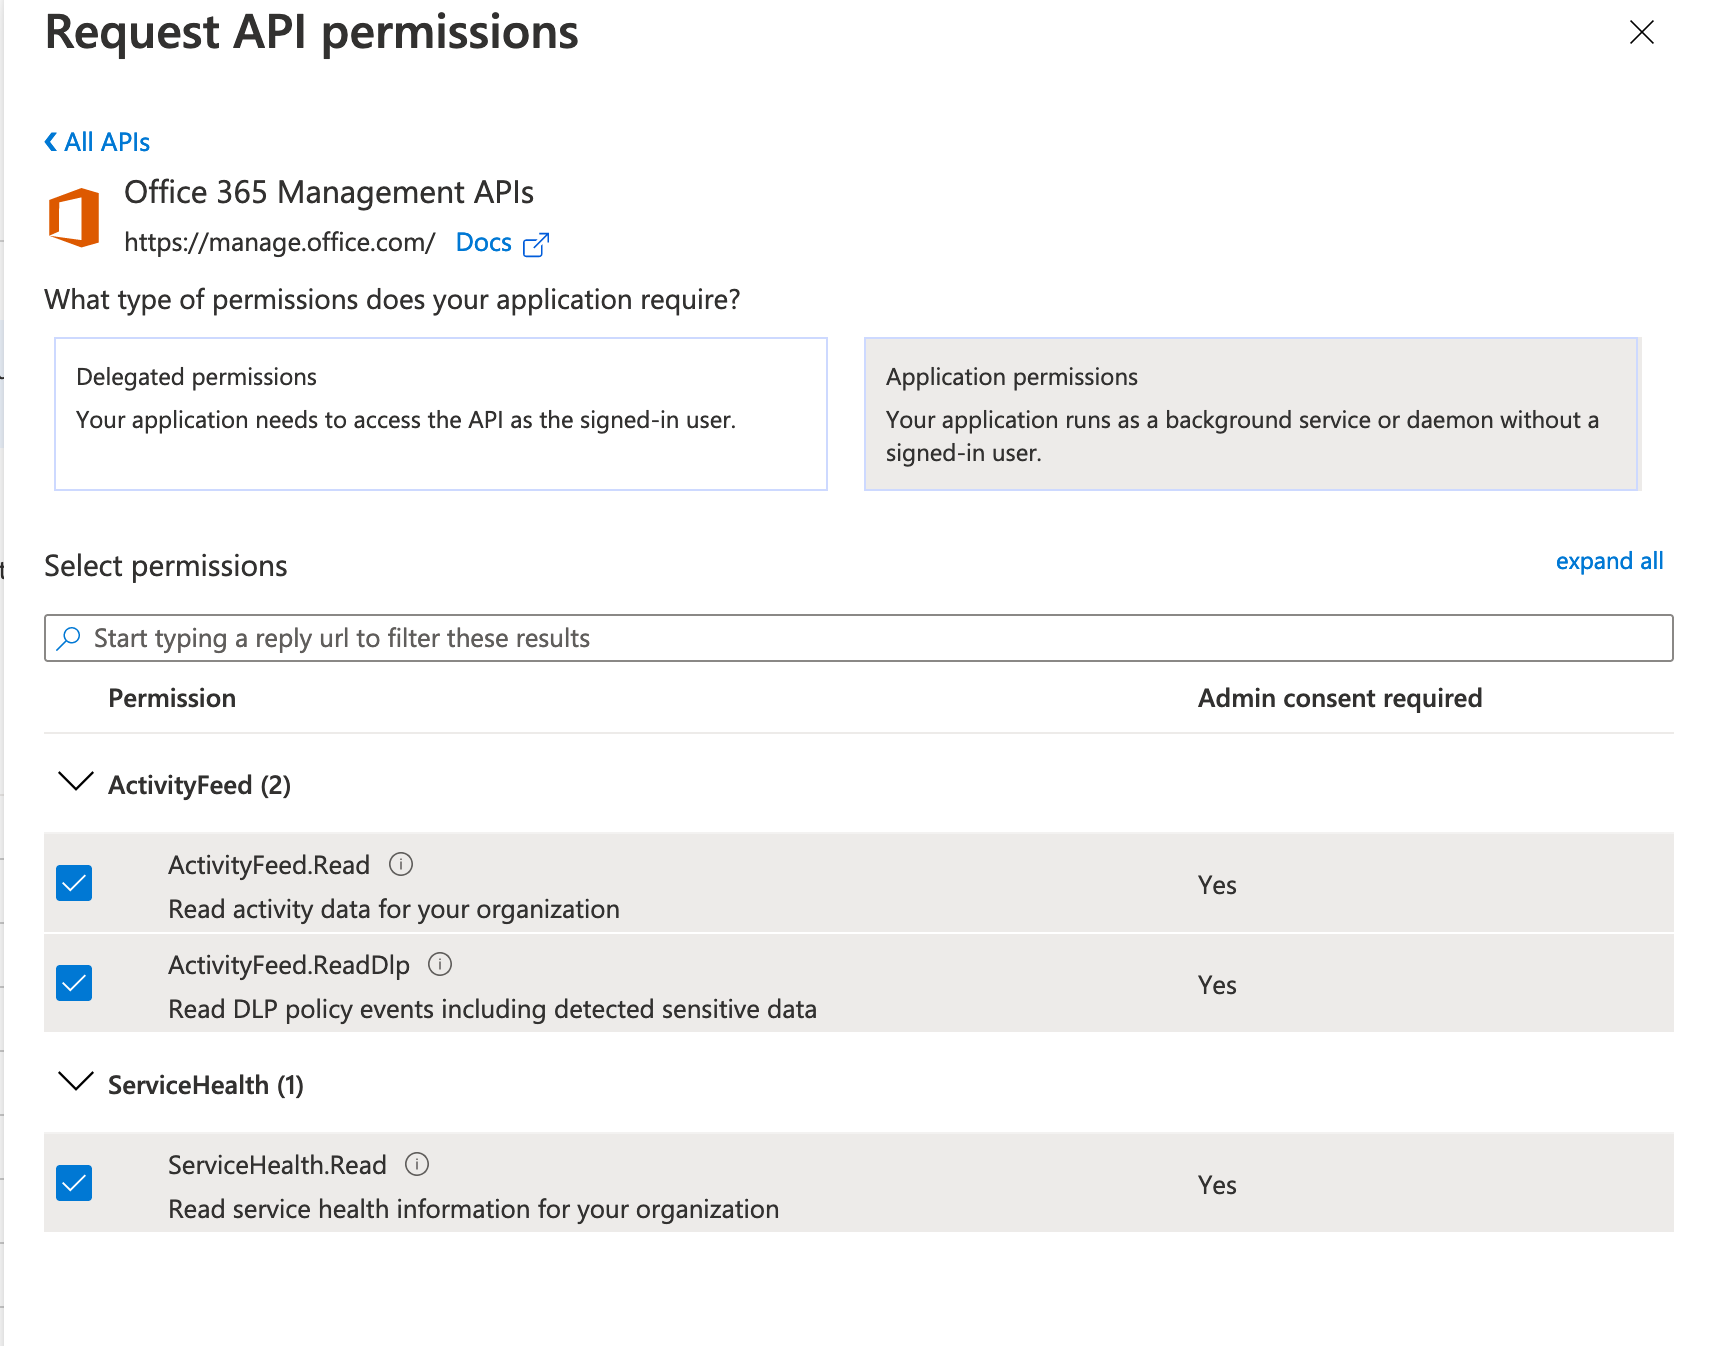 Request API permissions
All APIs
Office 365 Management APIs
https://manage.office.com/ Docs
What type of permissions does your application require?
Delegated permissions
Your application needs to access the API as the signed-in user.
Application permissions
Your application runs as a background service or daemon without a
signed-in user.
Select permissions
expand all
Start typing a reply url to filter these results
Permission Admin consent required
ActivityFeed (2)
ActivityFeed.Read
Read activity data for your organization
Yes
ActivityFeed.ReadDlp
Read DLP policy events including detected sensitive data
Yes
ServiceHealth (1)
ServiceHealth.Read
Read service health information for your organization
Yes